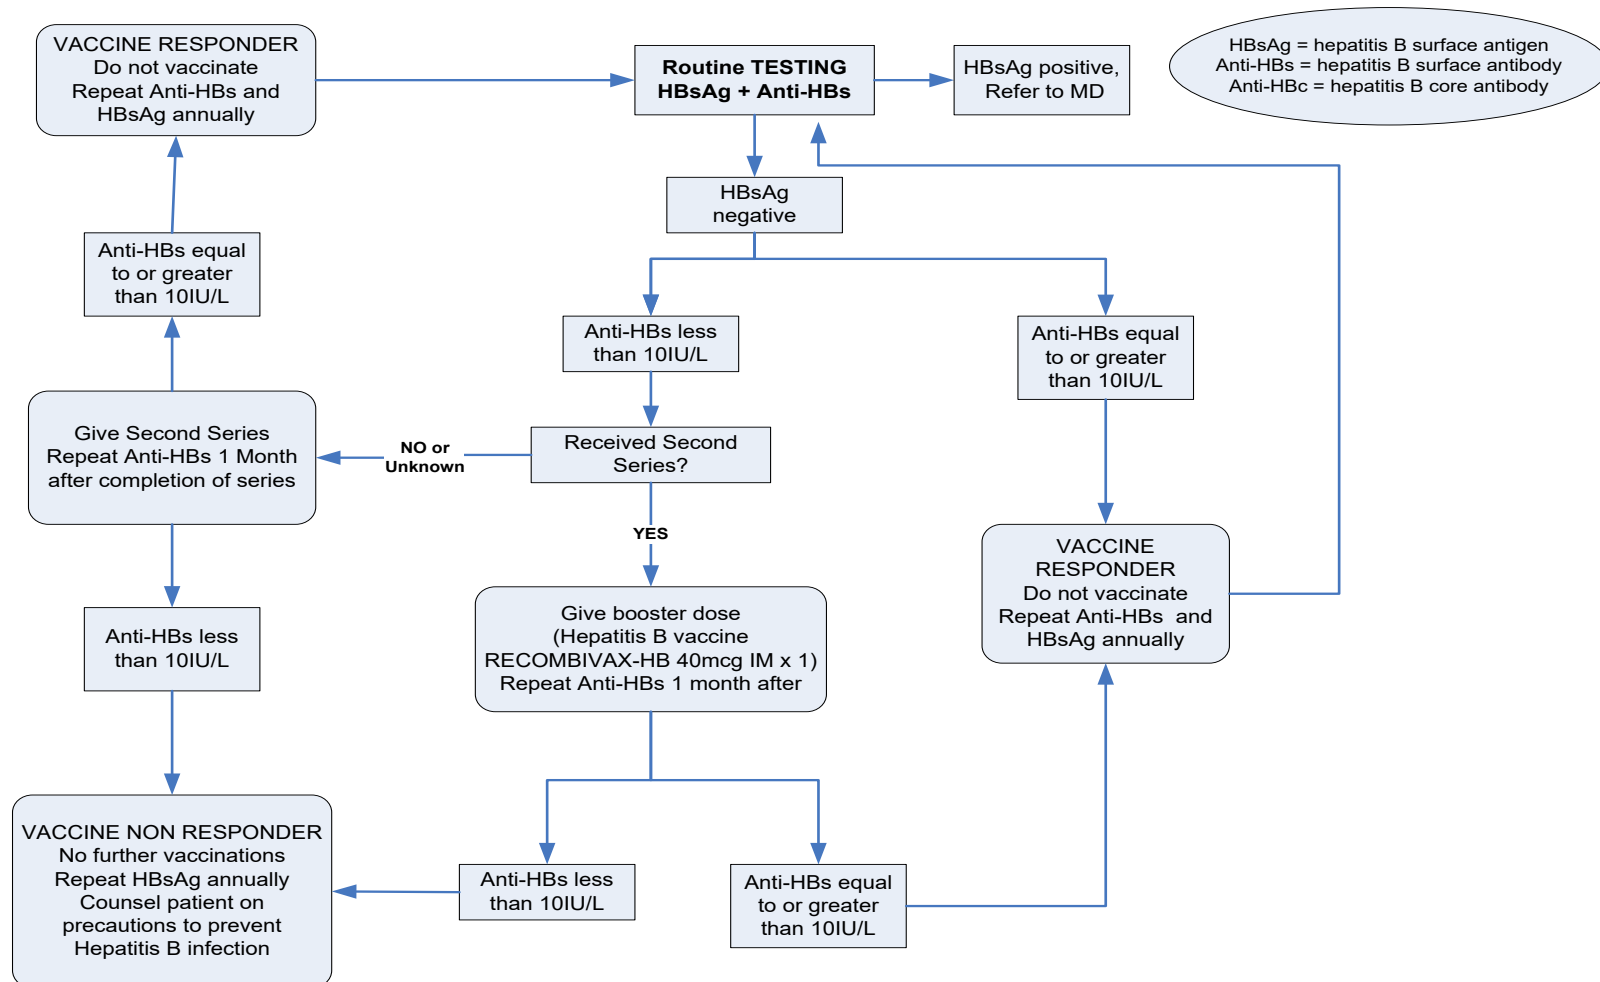 VACCINE RESPONDER
Do not vaccinate
Repeat Anti-HBs and
HBsAg annually
Routine TESTING
HBsAg + Anti-HBs
HBsAg positive,
Refer to MD
HBsAg = hepatitis B surface antigen
Anti-HBs = hepatitis B surface antibody
Anti-HBc = hepatitis B core antibody
HBsAg
negative
Anti-HBs equal
to or greater
than 10IU/L
Anti-HBs less
than 10IU/L
Anti-HBs equal
to or greater
than 10IU/L
Give Second Series
Repeat Anti-HBs 1 Month
after completion of series
NO or
Unknown
Received Second
Series?
YES
VACCINE
RESPONDER
Do not vaccinate
Repeat Anti-HBs and
HBsAg annually
Anti-HBs less
than 10IU/L
Give booster dose
(Hepatitis B vaccine
RECOMBIVAX-HB 40mcg IM x 1)
Repeat Anti-HBs 1 month after
VACCINE NON RESPONDER
No further vaccinations
Repeat HBsAg annually
Counsel patient on
precautions to prevent
Hepatitis B infection
Anti-HBs less
than 10IU/L
Anti-HBs equal
to or greater
than 10IU/L